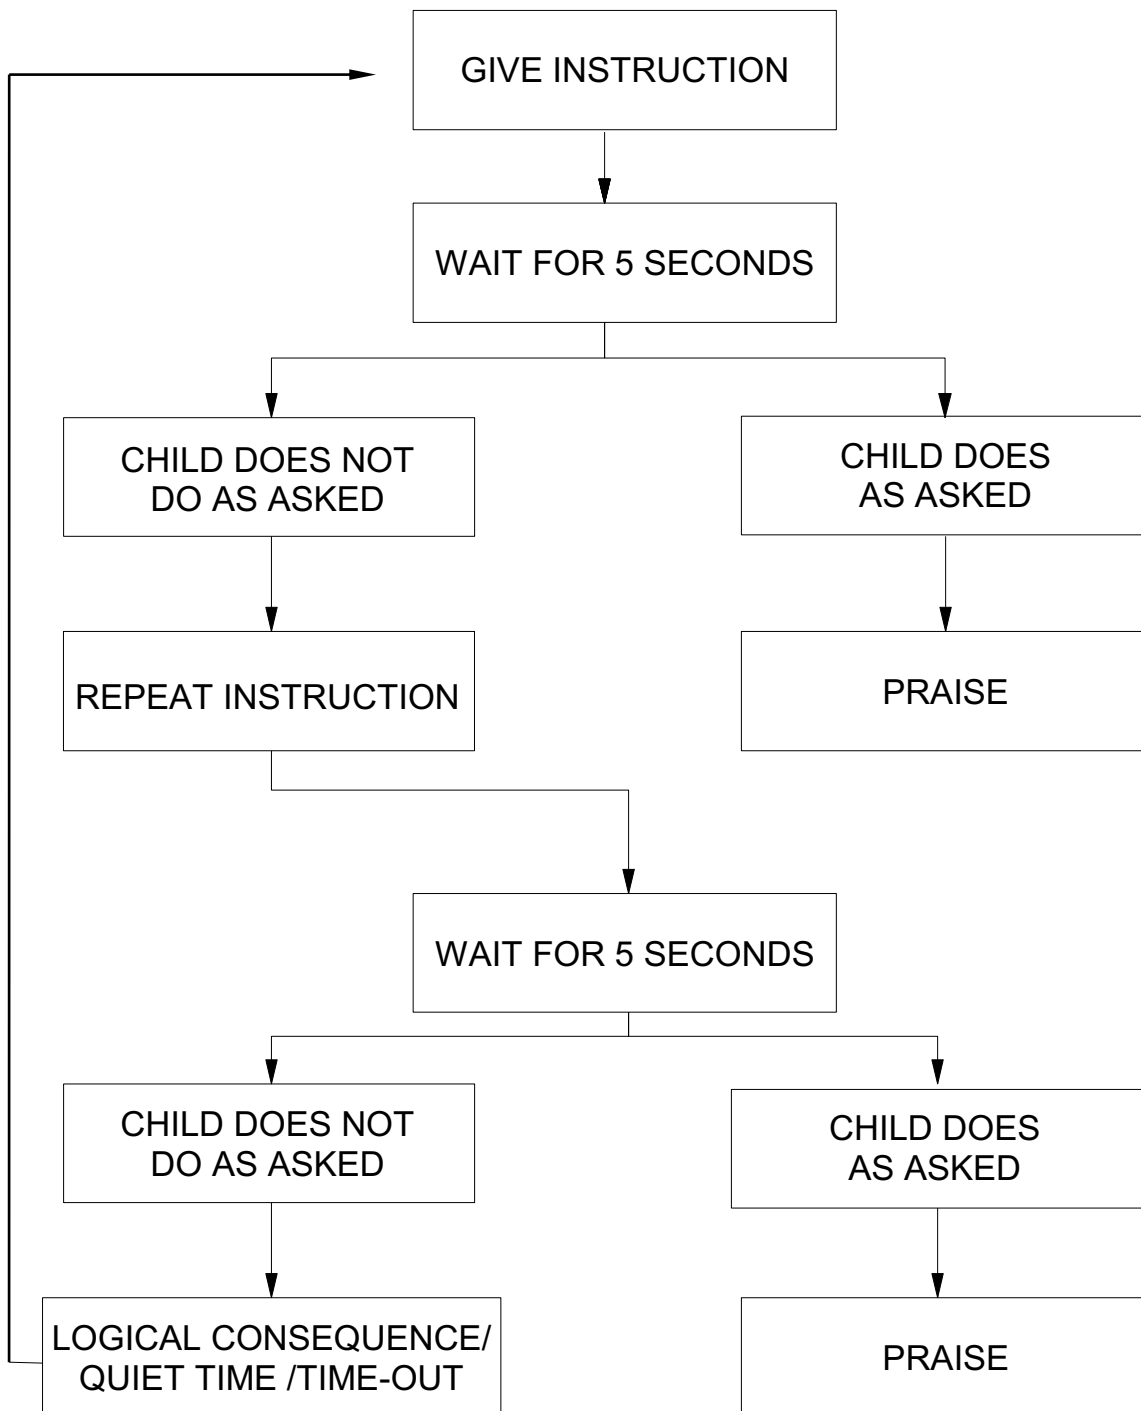 GIVE INSTRUCTION
WAIT FOR 5 SECONDS
CHILD DOES NOT
DO AS ASKED
CHILD DOES
AS ASKED
REPEAT INSTRUCTION
PRAISE
WAIT FOR 5 SECONDS
CHILD DOES NOT
DO AS ASKED
CHILD DOES
AS ASKED
LOGICAL CONSEQUENCE/
QUIET TIME /TIME-OUT
PRAISE